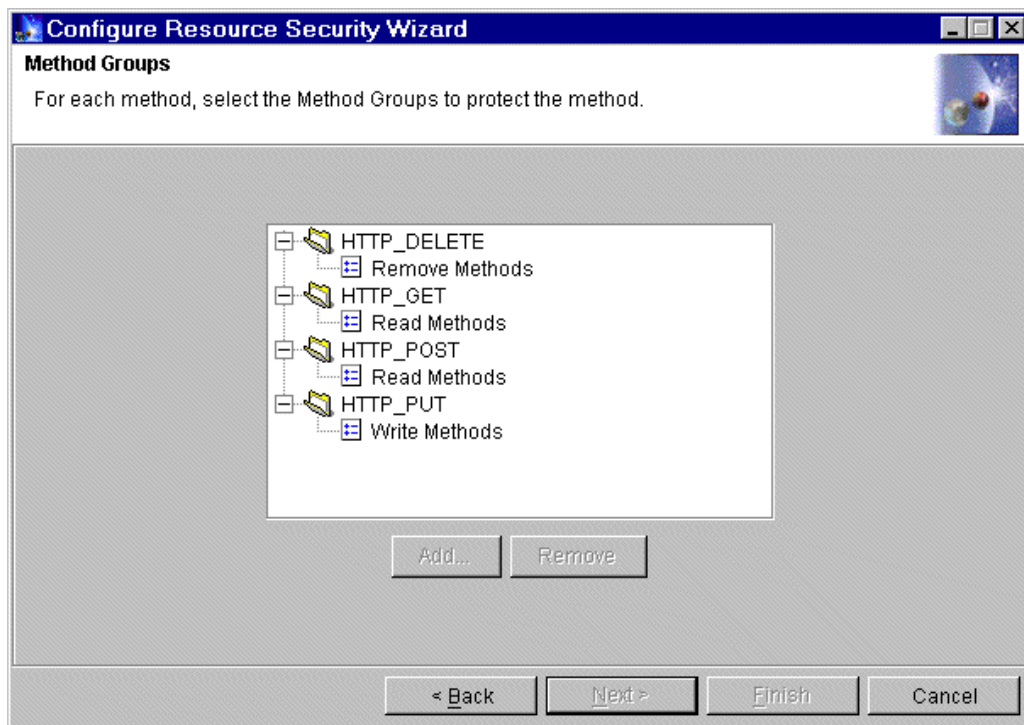 Configure Resource Security Wizard
Method Groups
For each method, select the Method Groups to protect the method.
HTTP_DELETE
Remove Methods
HTTP_GET
Read Methods
HTTP_POST
Read Methods
HTTP_PUT
Write Methods
Add... Remove
< Back Next > Finish Cancel